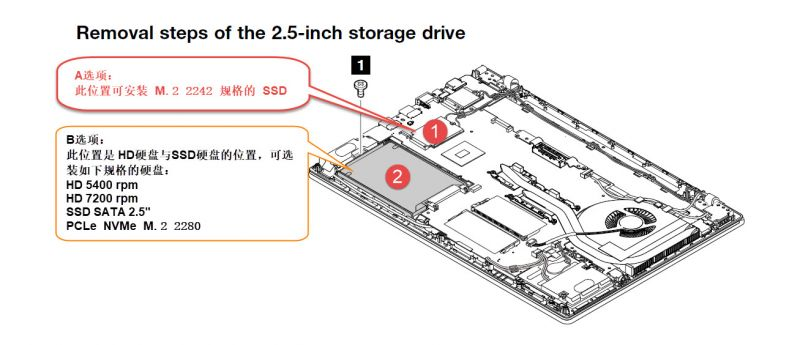 Removal steps of the 2.5-inch storage drive
1
A选项：
此位置可安装 M.2 2242 规格的 SSD
1
B选项：
此位置是 HD硬盘与SSD硬盘的位置，可选
装如下规格的硬盘：
HD 5400 rpm
HD 7200 rpm
SSD SATA 2.5"
PCLe NVMe M.2 2280
2